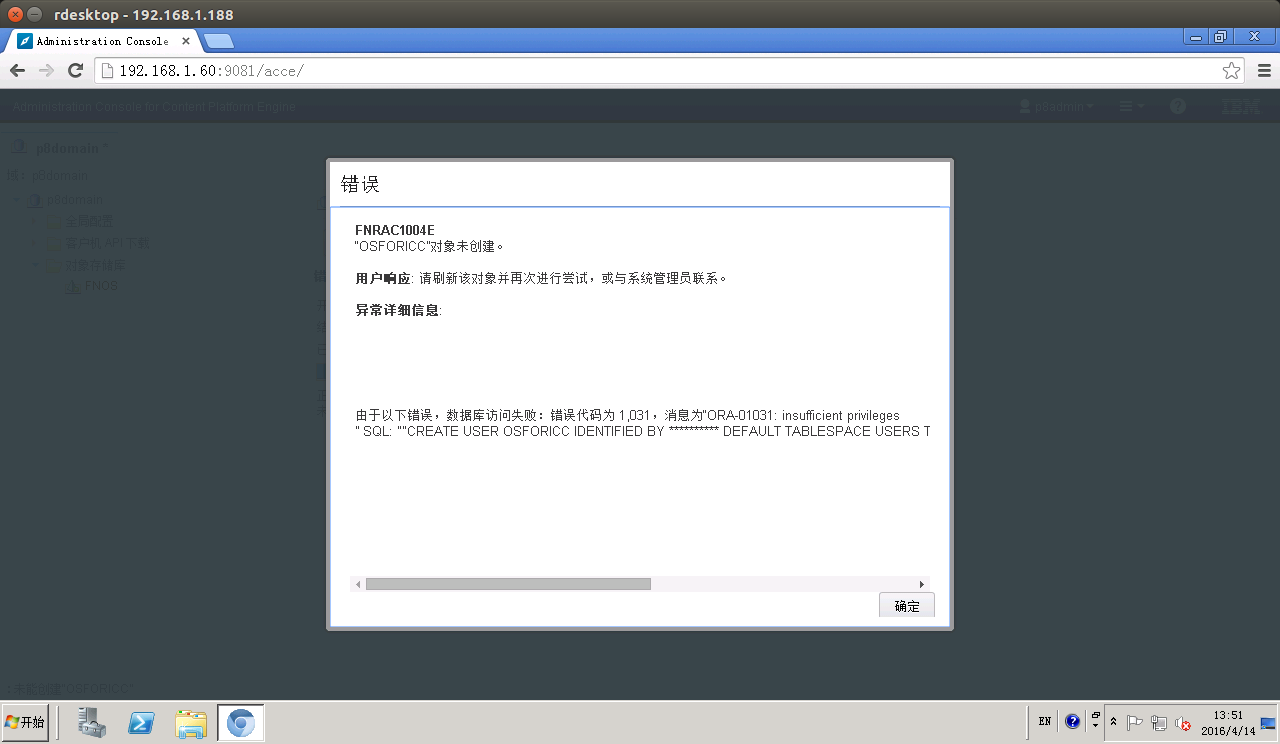 rdesktop - 192.168.1.188
Administration Console
192.168.1.60:9081/acce/
Administration Console for Content Platform Engine
p8admin
IBM
p8domain
域: p8domain
p8domain
全局配置
客户机 API 下载
对象存储库
FNOS
错误
FNRAC1004E
"OSFORICC"对象未创建。
用户响应: 请刷新该对象并再次进行尝试，或与系统管理员联系。
异常详细信息:
由于以下错误，数据库访问失败：错误代码为 1,031，消息为"ORA-01031: insufficient privileges
" SQL: ""CREATE USER OSFORICC IDENTIFIED BY ********** DEFAULT TABLESPACE USERS T
确定
未能创建"OSFORICC"
开始
EN
13:51
2016/4/14